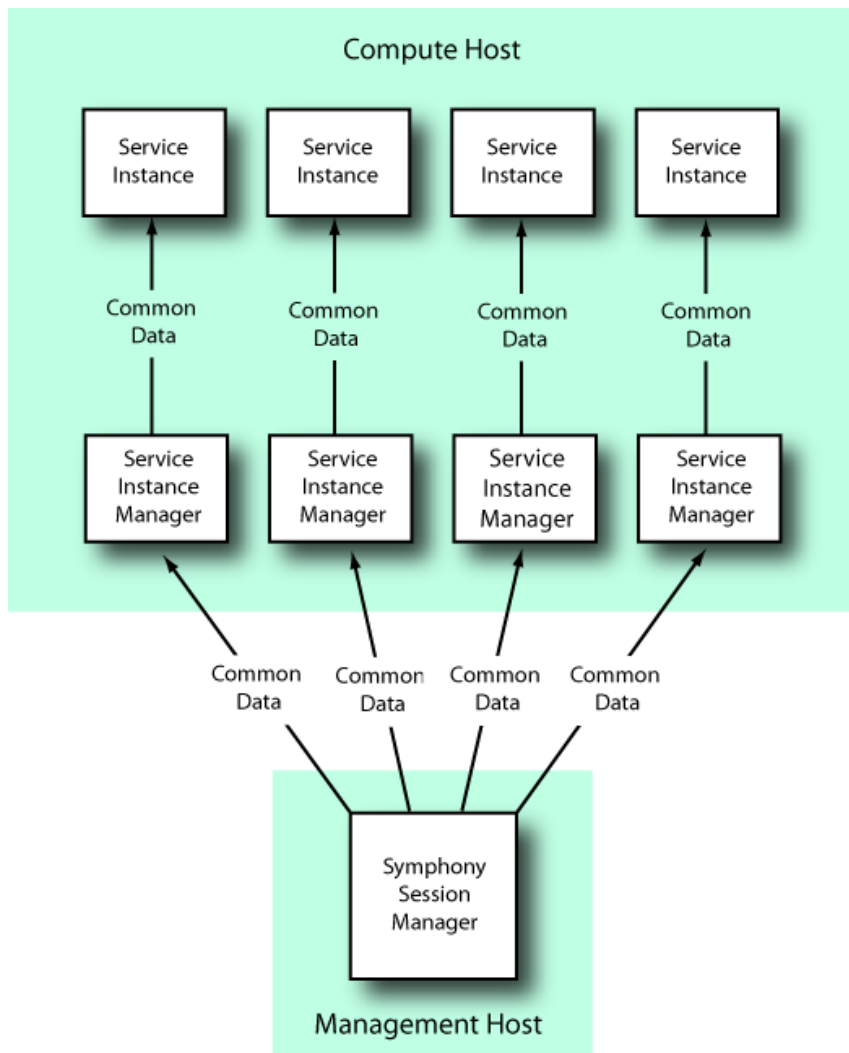 Compute Host
Service
Instance
Service
Instance
Service
Instance
Service
Instance
Common
Data
Common
Data
Common
Data
Common
Data
Service
Instance
Manager
Service
Instance
Manager
Service
Instance
Manager
Service
Instance
Manager
Common
Data
Common
Data
Common
Data
Common
Data
Symphony
Session
Manager
Management Host